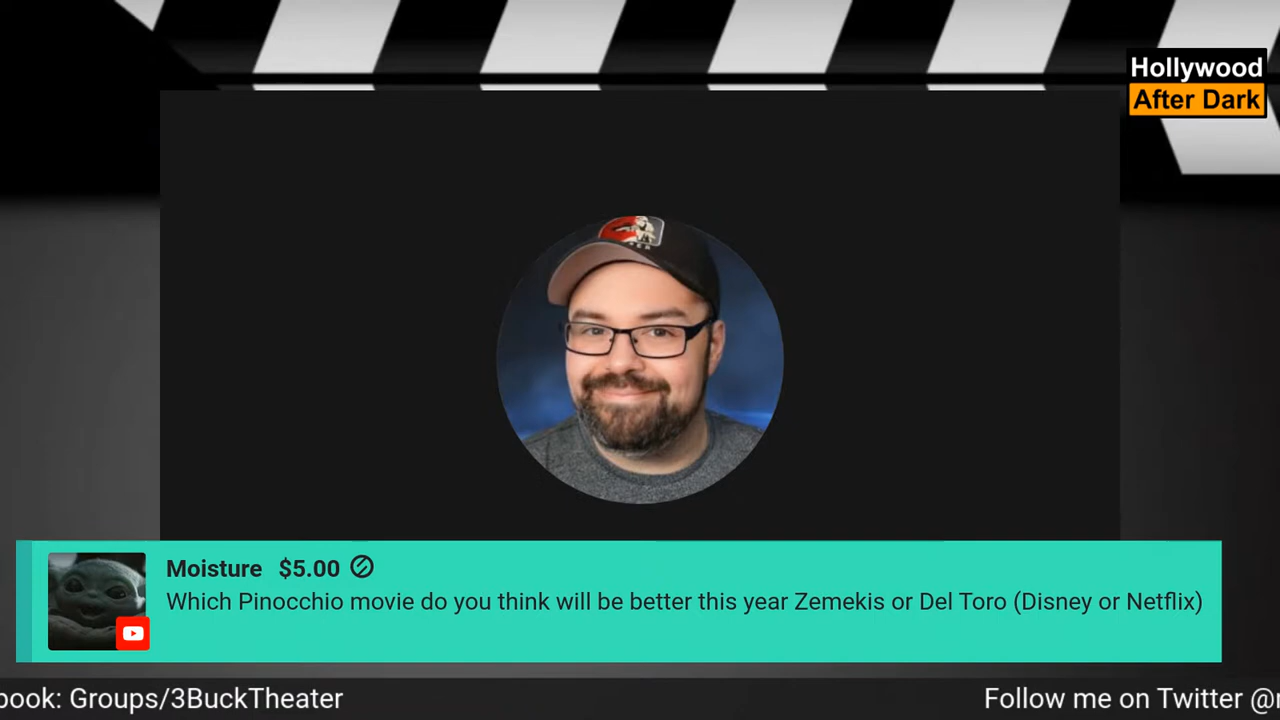 Hollywood
After Dark
Moisture $5.00
Which Pinocchio movie do you think will be better this year Zemekis or Del Toro (Disney or Netflix)
book: Groups/3BuckTheater
Follow me on Twitter @